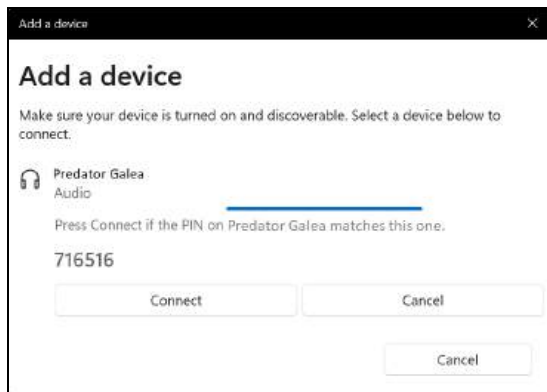 Add a device
Add a device
Make sure your device is turned on and discoverable. Select a device below to
connect.
Predator Galea
Audio
Press Connect if the PIN on Predator Galea matches this one.
716516
Connect
Cancel
Cancel